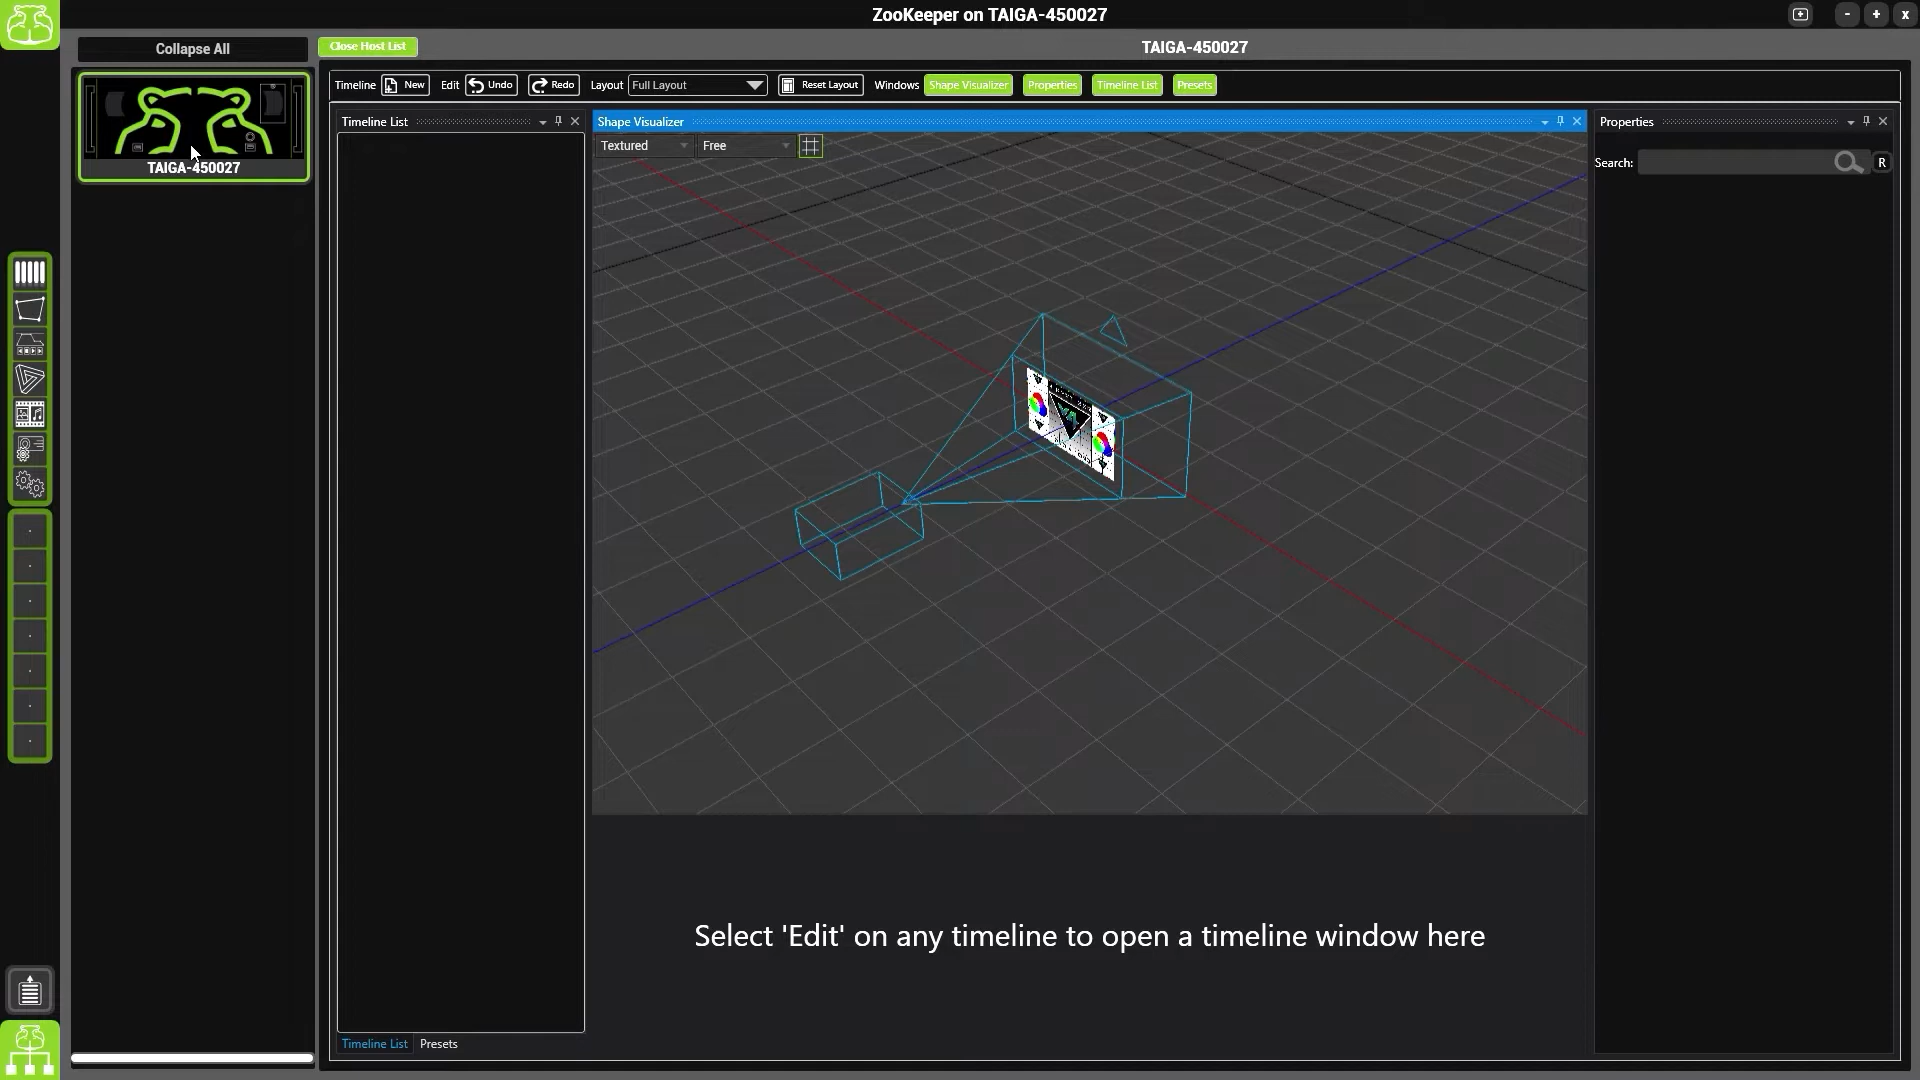 ZooKeeper on TAIGA-450027
- + x
Collapse All
Close Host List
TAIGA-450027
TAIGA-450027
Timeline New Edit Undo Redo Layout Full Layout Reset Layout Windows Shape Visualizer Properties Timeline List Presets
Timeline List
Shape Visualizer
Properties
Textured Free
Search: R
Select 'Edit' on any timeline to open a timeline window here
Timeline List Presets